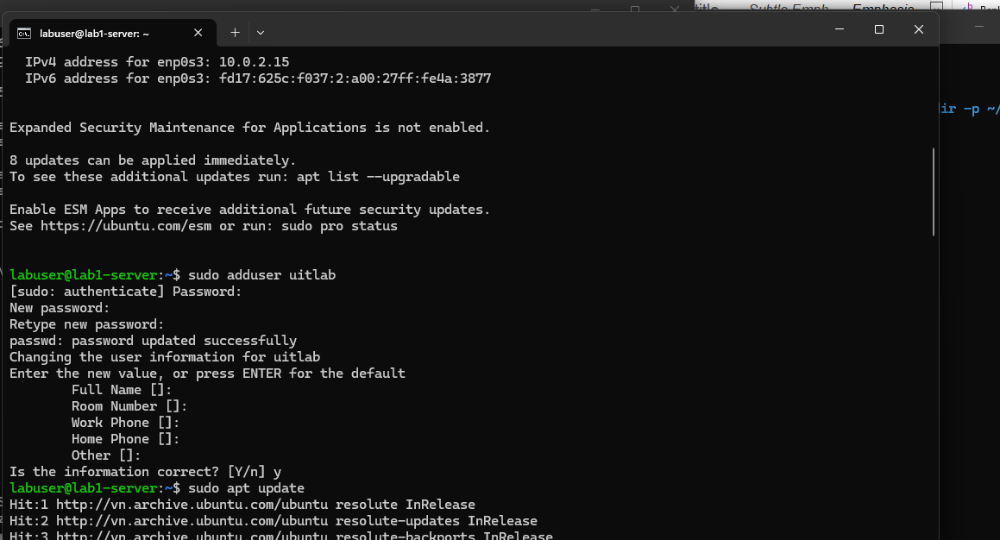 Subtle Emph
Emphasis
labuser@lab1-server: ~
IPv4 address for enp0s3: 10.0.2.15
IPv6 address for enp0s3: fd17:625c:f037:2:a00:27ff:fe4a:3877
ir -p ~/
Expanded Security Maintenance for Applications is not enabled.
8 updates can be applied immediately.
To see these additional updates run: apt list --upgradable
Enable ESM Apps to receive additional future security updates.
See https://ubuntu.com/esm or run: sudo pro status
labuser@lab1-server:~$ sudo adduser uitlab
[sudo: authenticate] Password:
New password:
Retype new password:
passwd: password updated successfully
Changing the user information for uitlab
Enter the new value, or press ENTER for the default
Full Name []:
Room Number []:
Work Phone []:
Home Phone []:
Other []:
Is the information correct? [Y/n] y
labuser@lab1-server:~$ sudo apt update
Hit:1 http://vn.archive.ubuntu.com/ubuntu resolute InRelease
Hit:2 http://vn.archive.ubuntu.com/ubuntu resolute-updates InRelease
Hit:3 http://vn.archive.ubuntu.com/ubuntu resolute-backports InRelease